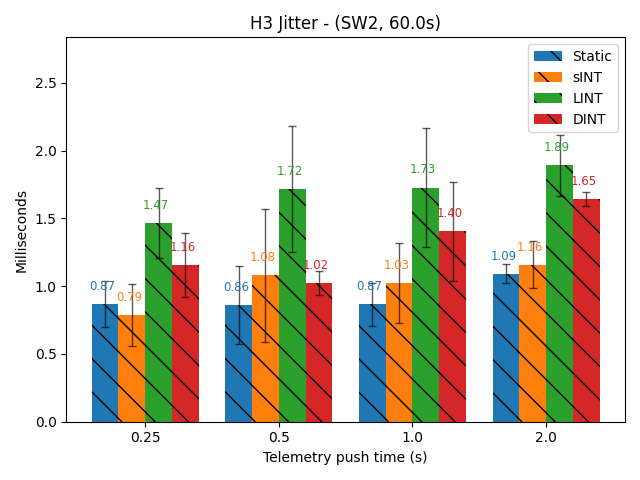 H3 Jitter - (SW2, 60.0s)
Static
sINT
LINT
DINT
Milliseconds
2.5
2.0
1.5
1.0
0.5
0.0
0.87 0.79 1.47 1.16
0.86 1.08 1.72 1.02
0.87 1.03 1.73 1.40
1.09 1.16 1.89 1.65
0.25 0.5 1.0 2.0
Telemetry push time (s)